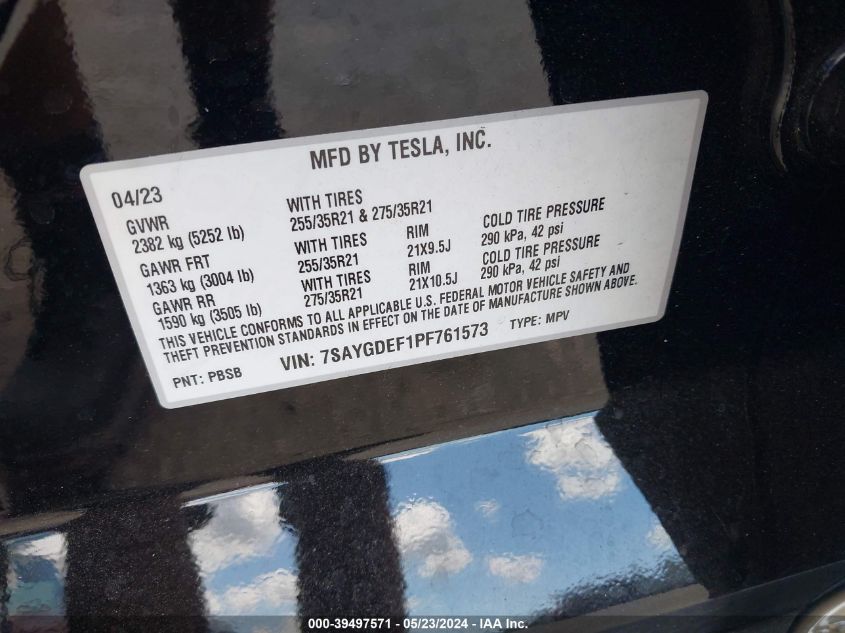 MFD BY TESLA, INC.
04/23
GVWR WITH TIRES
2382 kg (5252 lb) 255/35R21 & 275/35R21
GAWR FRT WITH TIRES RIM COLD TIRE PRESSURE
1363 kg (3004 lb) 255/35R21 21X9.5J 290 kPa, 42 psi
GAWR RR WITH TIRES RIM COLD TIRE PRESSURE
1590 kg (3505 lb) 275/35R21 21X10.5J 290 kPa, 42 psi
THIS VEHICLE CONFORMS TO ALL APPLICABLE U.S. FEDERAL MOTOR VEHICLE SAFETY AND
THEFT PREVENTION STANDARDS IN EFFECT ON THE DATE OF MANUFACTURE SHOWN ABOVE.
PNT: PBSB VIN: 7SAYGDEF1PF761573 TYPE: MPV
000-39497571 - 05/23/2024 - IAA Inc.